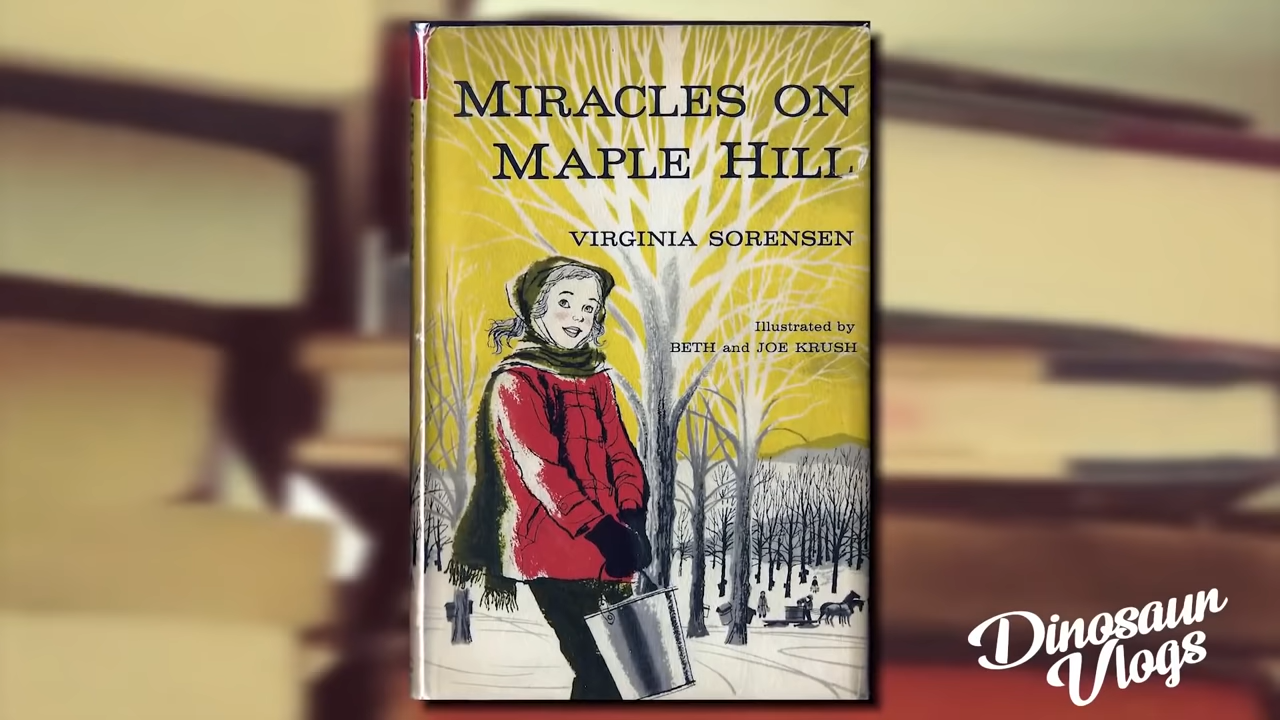 MIRACLES ON
MAPLE HILL
VIRGINIA SORENSEN
Illustrated by
BETH and JOE KRUSH
Dinosaur
Vlogs